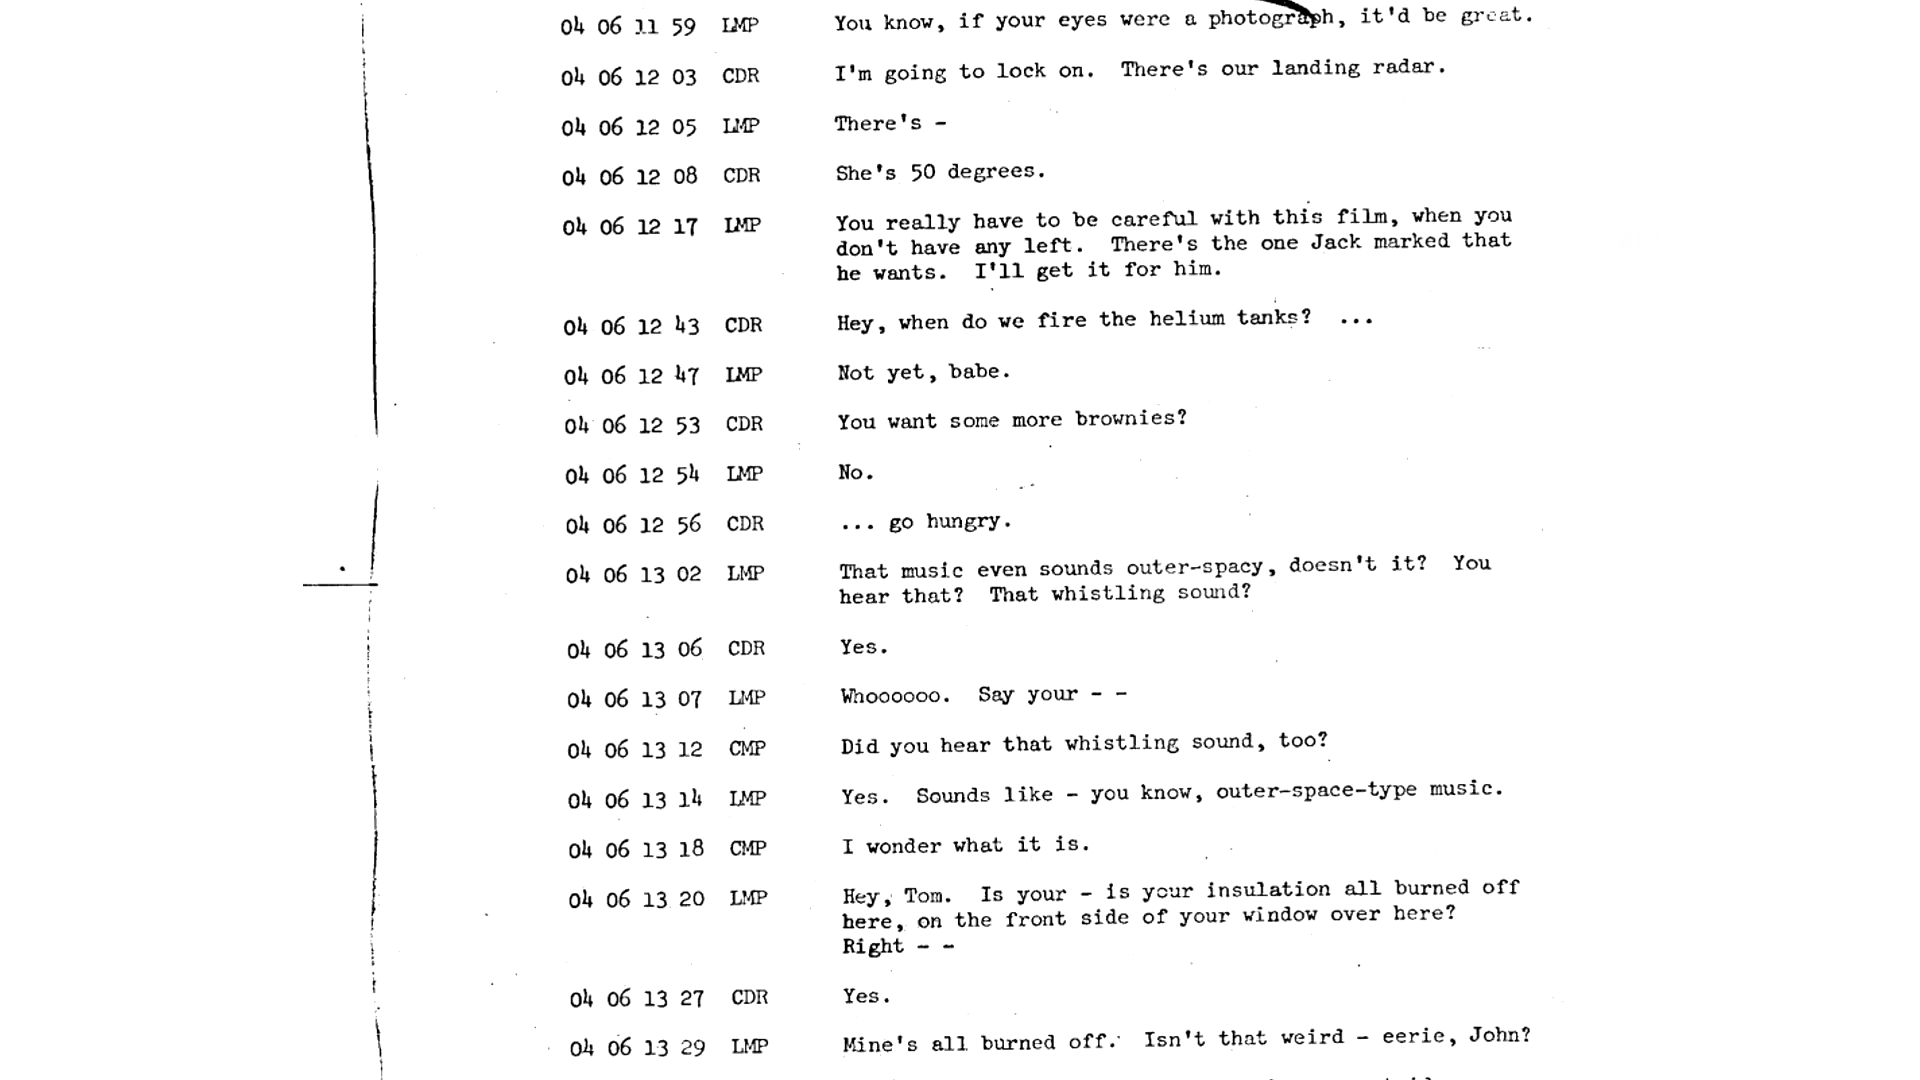 04 06 11 59 LMP You know, if your eyes were a photograph, it'd be great.
04 06 12 03 CDR I'm going to lock on. There's our landing radar.
04 06 12 05 LMP There's -
04 06 12 08 CDR She's 50 degrees.
04 06 12 17 LMP You really have to be careful with this film, when you
don't have any left. There's the one Jack marked that
he wants. I'll get it for him.
04 06 12 43 CDR Hey, when do we fire the helium tanks? ...
04 06 12 47 LMP Not yet, babe.
04 06 12 53 CDR You want some more brownies?
04 06 12 54 LMP No.
04 06 12 56 CDR ... go hungry.
04 06 13 02 LMP That music even sounds outer-spacy, doesn't it? You
hear that? That whistling sound?
04 06 13 06 CDR Yes.
04 06 13 07 LMP Whoooooo. Say your - -
04 06 13 12 CMP Did you hear that whistling sound, too?
04 06 13 14 LMP Yes. Sounds like - you know, outer-space-type music.
04 06 13 18 CMP I wonder what it is.
04 06 13 20 LMP Hey, Tom. Is your - is your insulation all burned off
here, on the front side of your window over here?
Right - -
04 06 13 27 CDR Yes.
04 06 13 29 LMP Mine's all burned off. Isn't that weird - eerie, John?